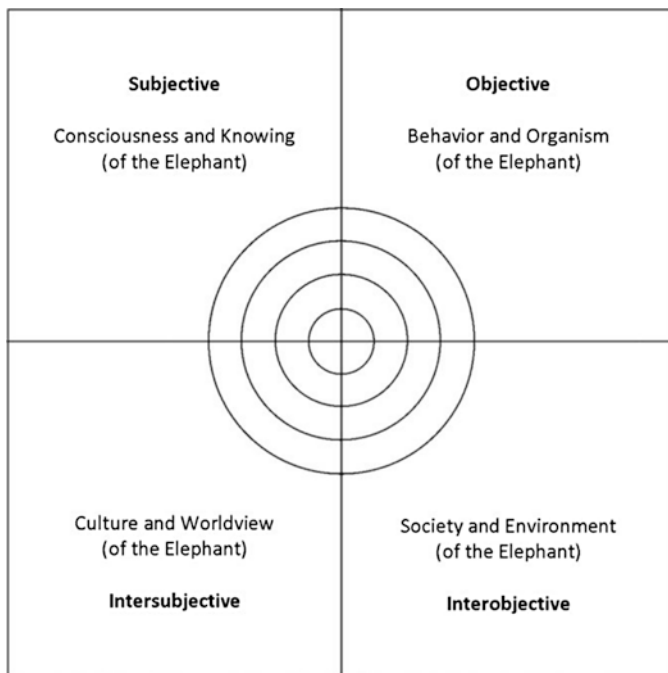 Subjective
Consciousness and Knowing
(of the Elephant)
Objective
Behavior and Organism
(of the Elephant)
Culture and Worldview
(of the Elephant)
Intersubjective
Society and Environment
(of the Elephant)
Interobjective